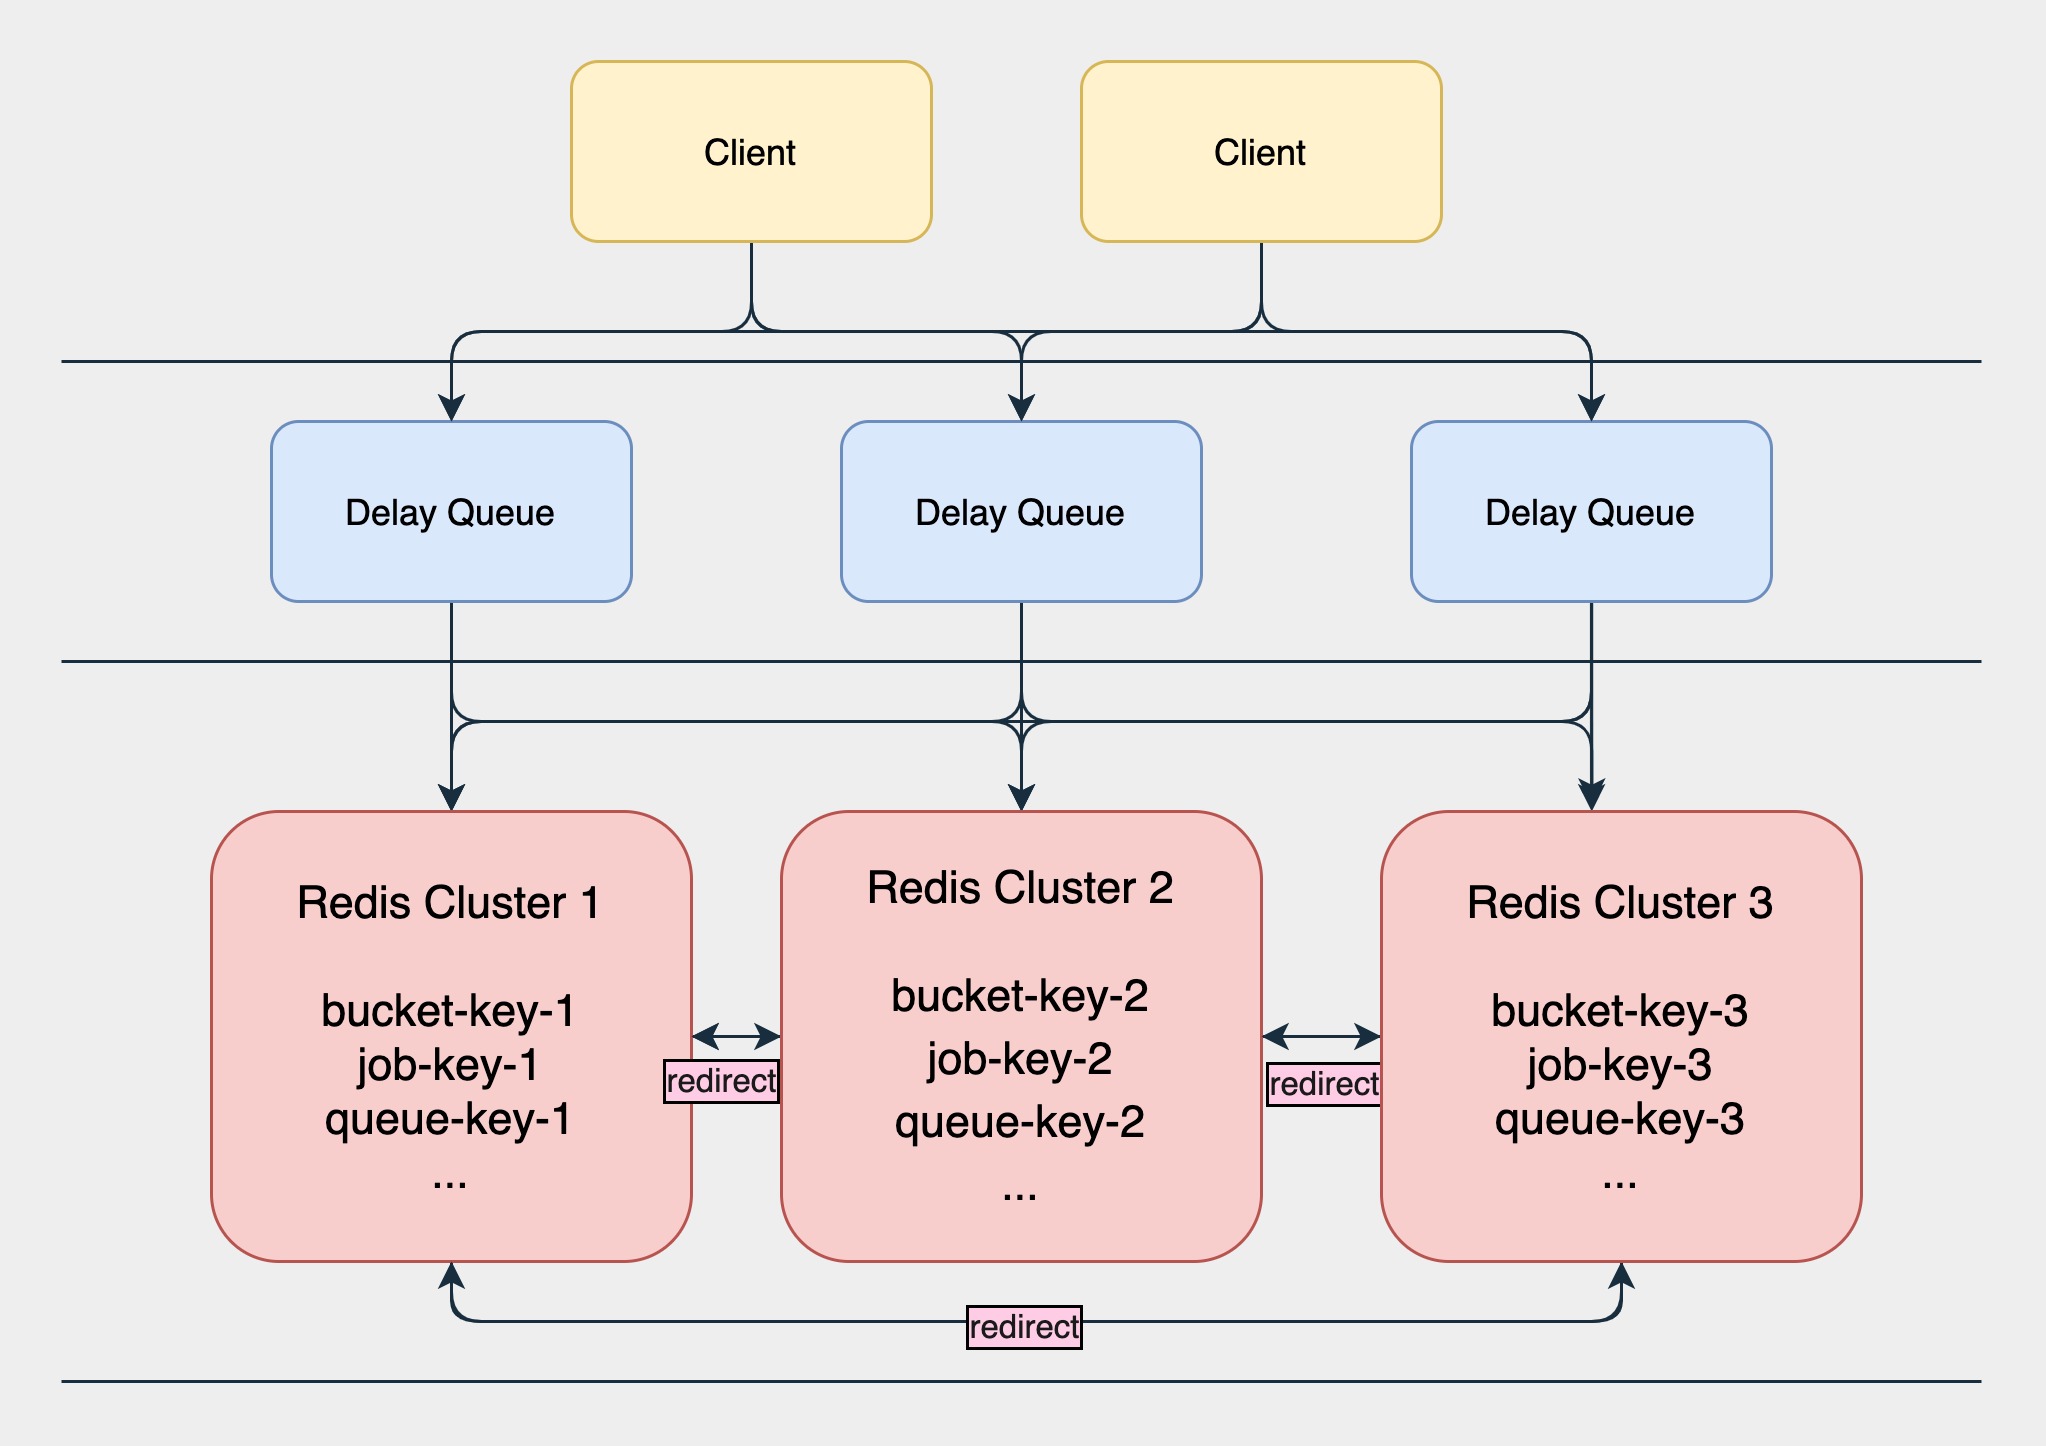 Client
Client
Delay Queue
Delay Queue
Delay Queue
Redis Cluster 1
bucket-key-1
job-key-1
queue-key-1
...
redirect
Redis Cluster 2
bucket-key-2
job-key-2
queue-key-2
...
redirect
Redis Cluster 3
bucket-key-3
job-key-3
queue-key-3
...
redirect